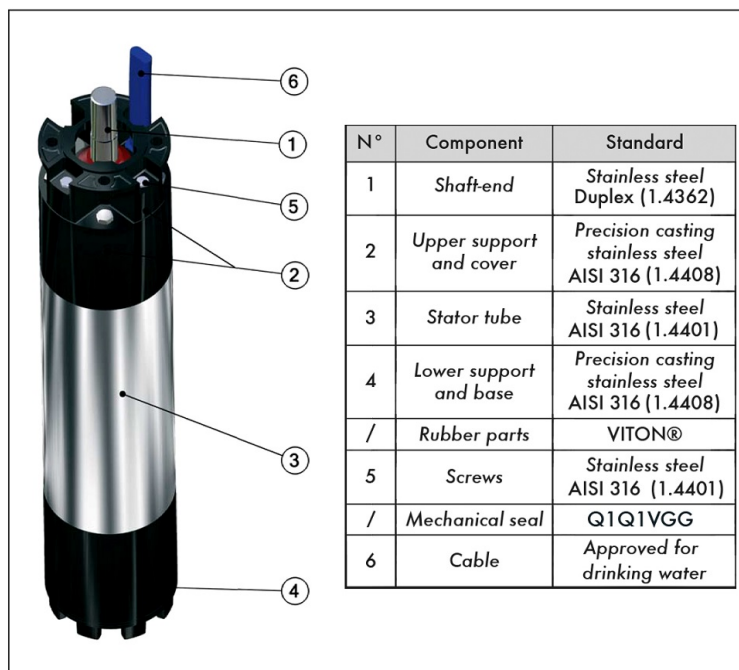 6
1
5
2
3
4
N° Component Standard
1 Shaft-end Stainless steel
Duplex (1.4362)
2 Upper support
and cover Precision casting
stainless steel
AISI 316 (1.4408)
3 Stator tube Stainless steel
AISI 316 (1.4401)
4 Lower support
and base Precision casting
stainless steel
AISI 316 (1.4408)
/ Rubber parts VITON®
5 Screws Stainless steel
AISI 316 (1.4401)
/ Mechanical seal Q1Q1VGG
6 Cable Approved for
drinking water